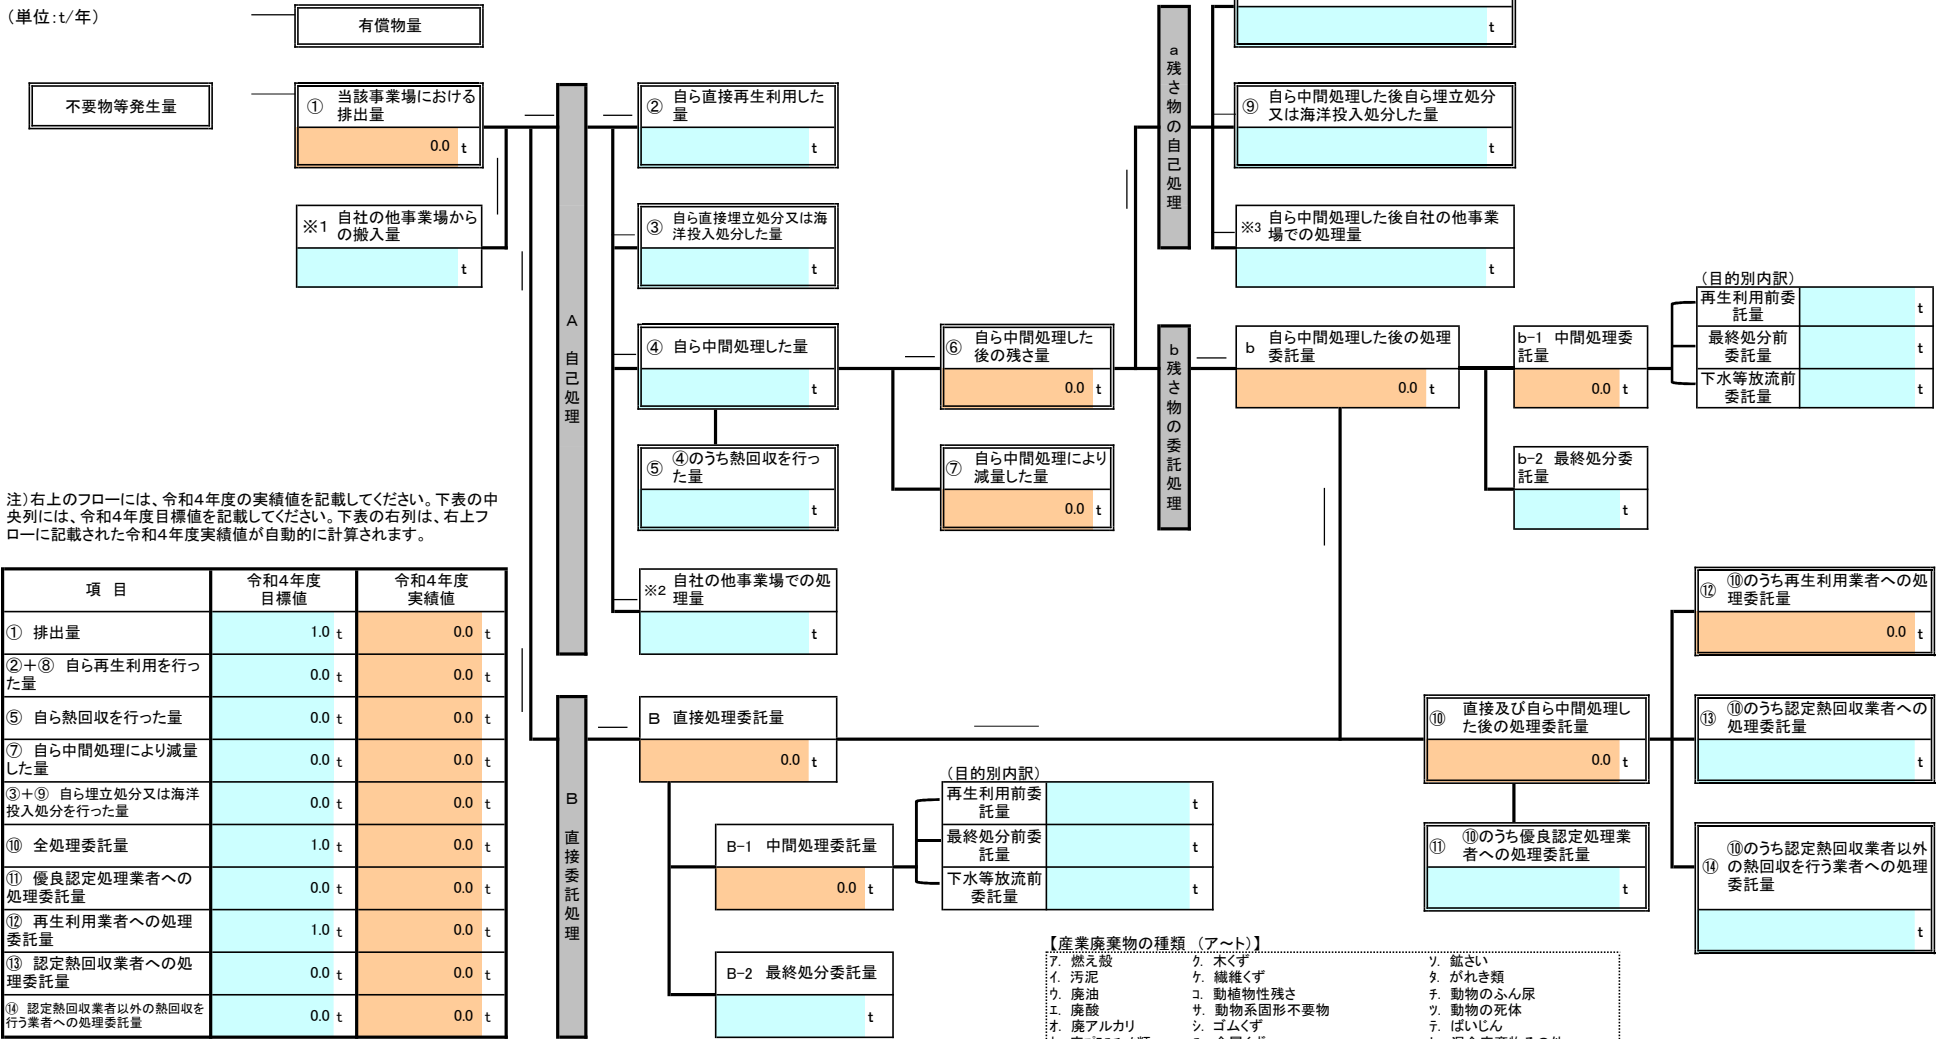 (単位:t/年)
有償物量
不要物等発生量
① 当該事業場における
排出量
0.0 t
※1 自社の他事業場から
の搬入量
t
A 自己処理
② 自ら直接再生利用した
量
t
③ 自ら直接埋立処分又は海
洋投入処分した量
t
④ 自ら中間処理した量
t
⑤ ④のうち熱回収を行っ
た量
t
※2 自社の他事業場での処
理量
t
⑥ 自ら中間処理した
後の残さ量
0.0 t
⑦ 自ら中間処理により
減量した量
0.0 t
a 残さ物の自己処理
t
⑨ 自ら中間処理した後自ら埋立処分
又は海洋投入処分した量
t
※3 自ら中間処理した後自社の他事業
場での処理量
t
b 残さ物の委託処理
b 自ら中間処理した後の処理
委託量
0.0 t
b-1 中間処理委
託量
0.0 t
b-2 最終処分委
託量
t
(目的別内訳)
再生利用前委
託量
t
最終処分前
委託量
t
下水等放流前
委託量
t
注)右上のフローには、令和4年度の実績値を記載してください。下表の中
央列には、令和4年度目標値を記載してください。下表の右列は、右上フ
ローに記載された令和4年度実績値が自動的に計算されます。
項 目 令和4年度
目標値 令和4年度
実績値
① 排出量 1.0 t 0.0 t
②+⑧ 自ら再生利用を行っ
た量 0.0 t 0.0 t
⑤ 自ら熱回収を行った量 0.0 t 0.0 t
⑦ 自ら中間処理により減量
した量 0.0 t 0.0 t
③+⑨ 自ら埋立処分又は海洋
投入処分を行った量 0.0 t 0.0 t
⑩ 全処理委託量 1.0 t 0.0 t
⑪ 優良認定処理業者への
処理委託量 0.0 t 0.0 t
⑫ 再生利用業者への処理
委託量 1.0 t 0.0 t
⑬ 認定熱回収業者への処
理委託量 0.0 t 0.0 t
⑭ 認定熱回収業者以外の熱回収を
行う業者への処理委託量 0.0 t 0.0 t
B 直接委託処理
B 直接処理委託量
0.0 t
B-1 中間処理委託量
0.0 t
B-2 最終処分委託量
t
(目的別内訳)
再生利用前委
託量
t
最終処分前委
託量
t
下水等放流前
委託量
t
⑩ 直接及び自ら中間処理し
た後の処理委託量
0.0 t
⑪ ⑩のうち優良認定処理業
者への処理委託量
t
⑫ ⑩のうち再生利用業者への処
理委託量
0.0 t
⑬ ⑩のうち認定熱回収業者への
処理委託量
t
⑭ ⑩のうち認定熱回収業者以外
の熱回収を行う業者への処理
委託量
t
【産業廃棄物の種類 (ア~ト)】
ア. 燃え殻 ク. 木くず ソ. 鉱さい
イ. 汚泥 ケ. 繊維くず タ. がれき類
ウ. 廃油 コ. 動植物性残さ チ. 動物のふん尿
エ. 廃酸 サ. 動物系固形不要物 ツ. 動物の死体
オ. 廃アルカリ シ. ゴムくず テ. ばいじん